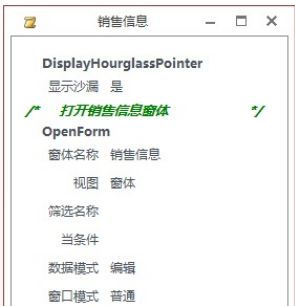 销售信息
DisplayHourglassPointer
显示沙漏 是
/* 打开销售信息窗体 */
OpenForm
窗体名称 销售信息
视图 窗体
筛选名称
当条件
数据模式 编辑
窗口模式 普通